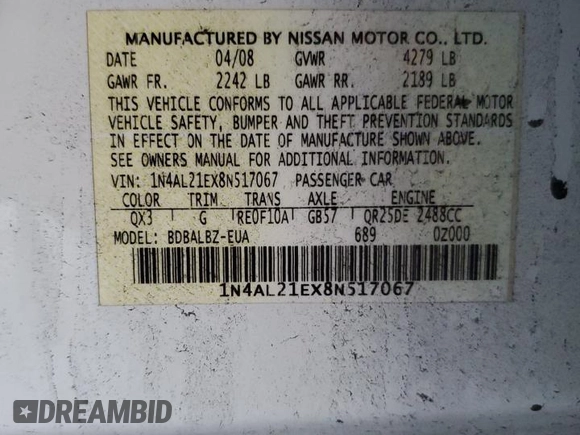 MANUFACTURED BY NISSAN MOTOR CO., LTD.
DATE 04/08 GVWR 4279 LB
GAWR FR. 2242 LB GAWR RR. 2189 LB
THIS VEHICLE CONFORMS TO ALL APPLICABLE FEDERAL MOTOR
VEHICLE SAFETY, BUMPER AND THEFT PREVENTION STANDARDS
IN EFFECT ON THE DATE OF MANUFACTURE SHOWN ABOVE.
SEE OWNERS MANUAL FOR ADDITIONAL INFORMATION.
VIN: 1N4AL21EX8N517067 PASSENGER CAR
COLOR TRIM TRANS AXLE ENGINE
QX3 G RE0F10A GB57 QR25DE 2488CC
MODEL: BDBALBZ-EUA 689 0Z000
1N4AL21EX8N517067
DREAMBID